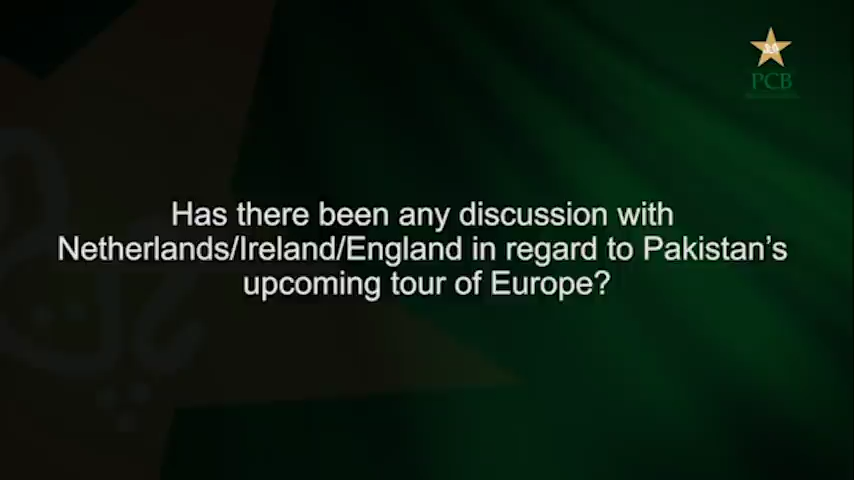 PCB
Has there been any discussion with
Netherlands/Ireland/England in regard to Pakistan's
upcoming tour of Europe?